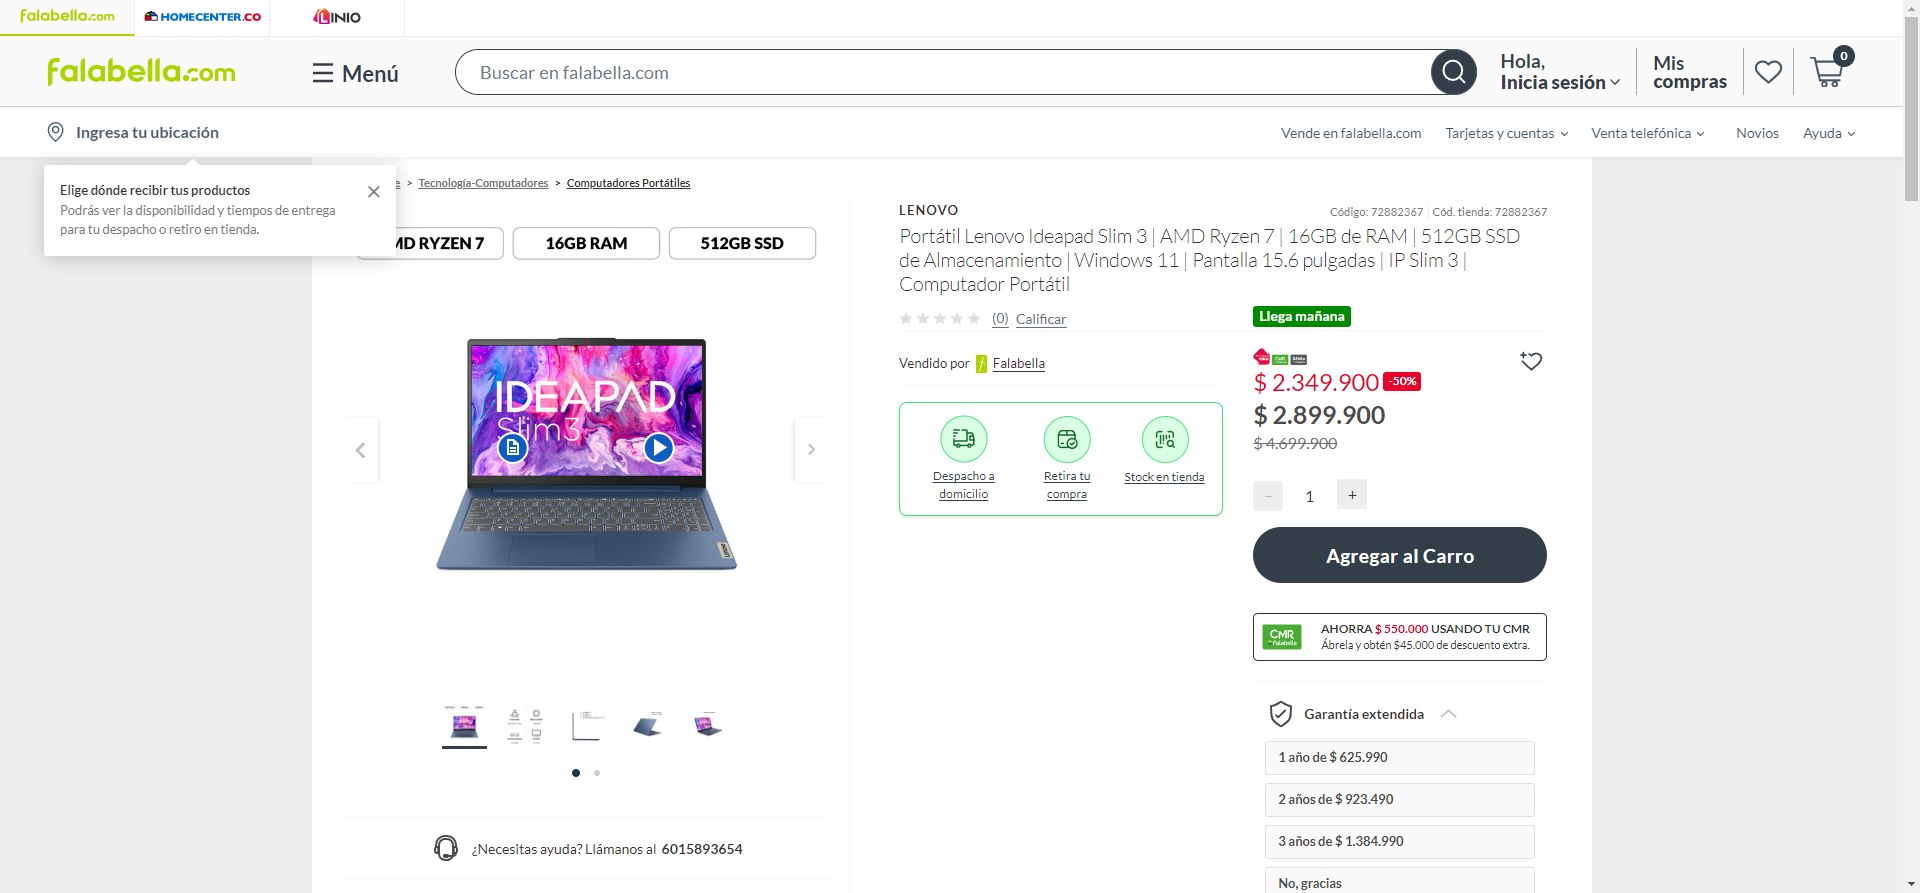 falabella.com
HOMECENTER.CO
LINIO
falabella.com
Menú
Buscar en falabella.com
Hola,
Inicia sesión
Mis
compras
0
Ingresa tu ubicación
Vende en falabella.com
Tarjetas y cuentas
Venta telefónica
Novios
Ayuda
Elige dónde recibir tus productos
Podrás ver la disponibilidad y tiempos de entrega
para tu despacho o retiro en tienda.
e > Tecnología-Computadores > Computadores Portátiles
MD RYZEN 7
16GB RAM
512GB SSD
IDEAPAD
Slim3
Lenovo
¿Necesitas ayuda? Llámanos al 6015893654
LENOVO
Código: 72882367
Cód. tienda: 72882367
Portátil Lenovo Ideapad Slim 3 | AMD Ryzen 7 | 16GB de RAM | 512GB SSD
de Almacenamiento | Windows 11 | Pantalla 15.6 pulgadas | IP Slim 3 |
Computador Portátil
(0) Calificar
Llega mañana
Vendido por Falabella
Despacho a
domicilio
Retira tu
compra
Stock en tienda
$ 2.349.900 -50%
$ 2.899.900
$ 4.699.900
− 1 +
Agregar al Carro
CMR
Falabella
AHORRA $ 550.000 USANDO TU CMR
Ábrela y obtén $45.000 de descuento extra.
Garantía extendida
1 año de $ 625.990
2 años de $ 923.490
3 años de $ 1.384.990
No, gracias